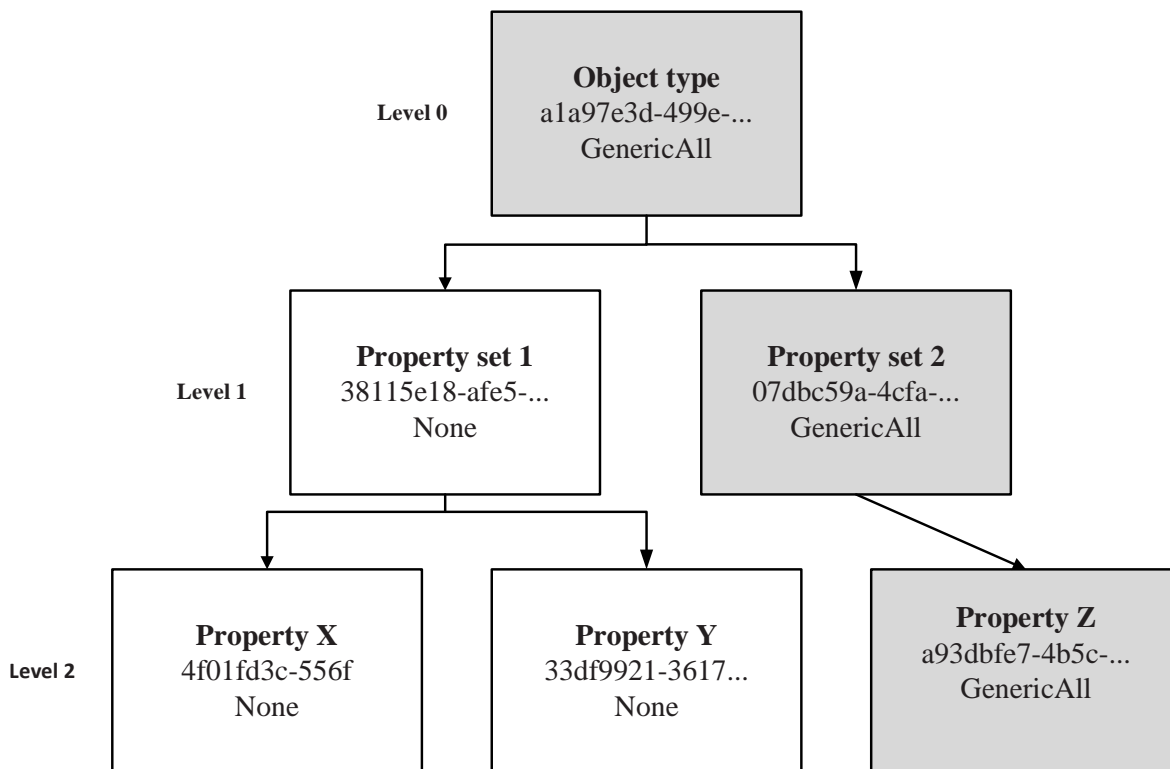 Level 0
Object type
a1a97e3d-499e-...
GenericAll
Level 1
Property set 1
38115e18-afe5-...
None
Property set 2
07dbc59a-4cfa-...
GenericAll
Level 2
Property X
4f01fd3c-556f
None
Property Y
33df9921-3617...
None
Property Z
a93dbfe7-4b5c-...
GenericAll